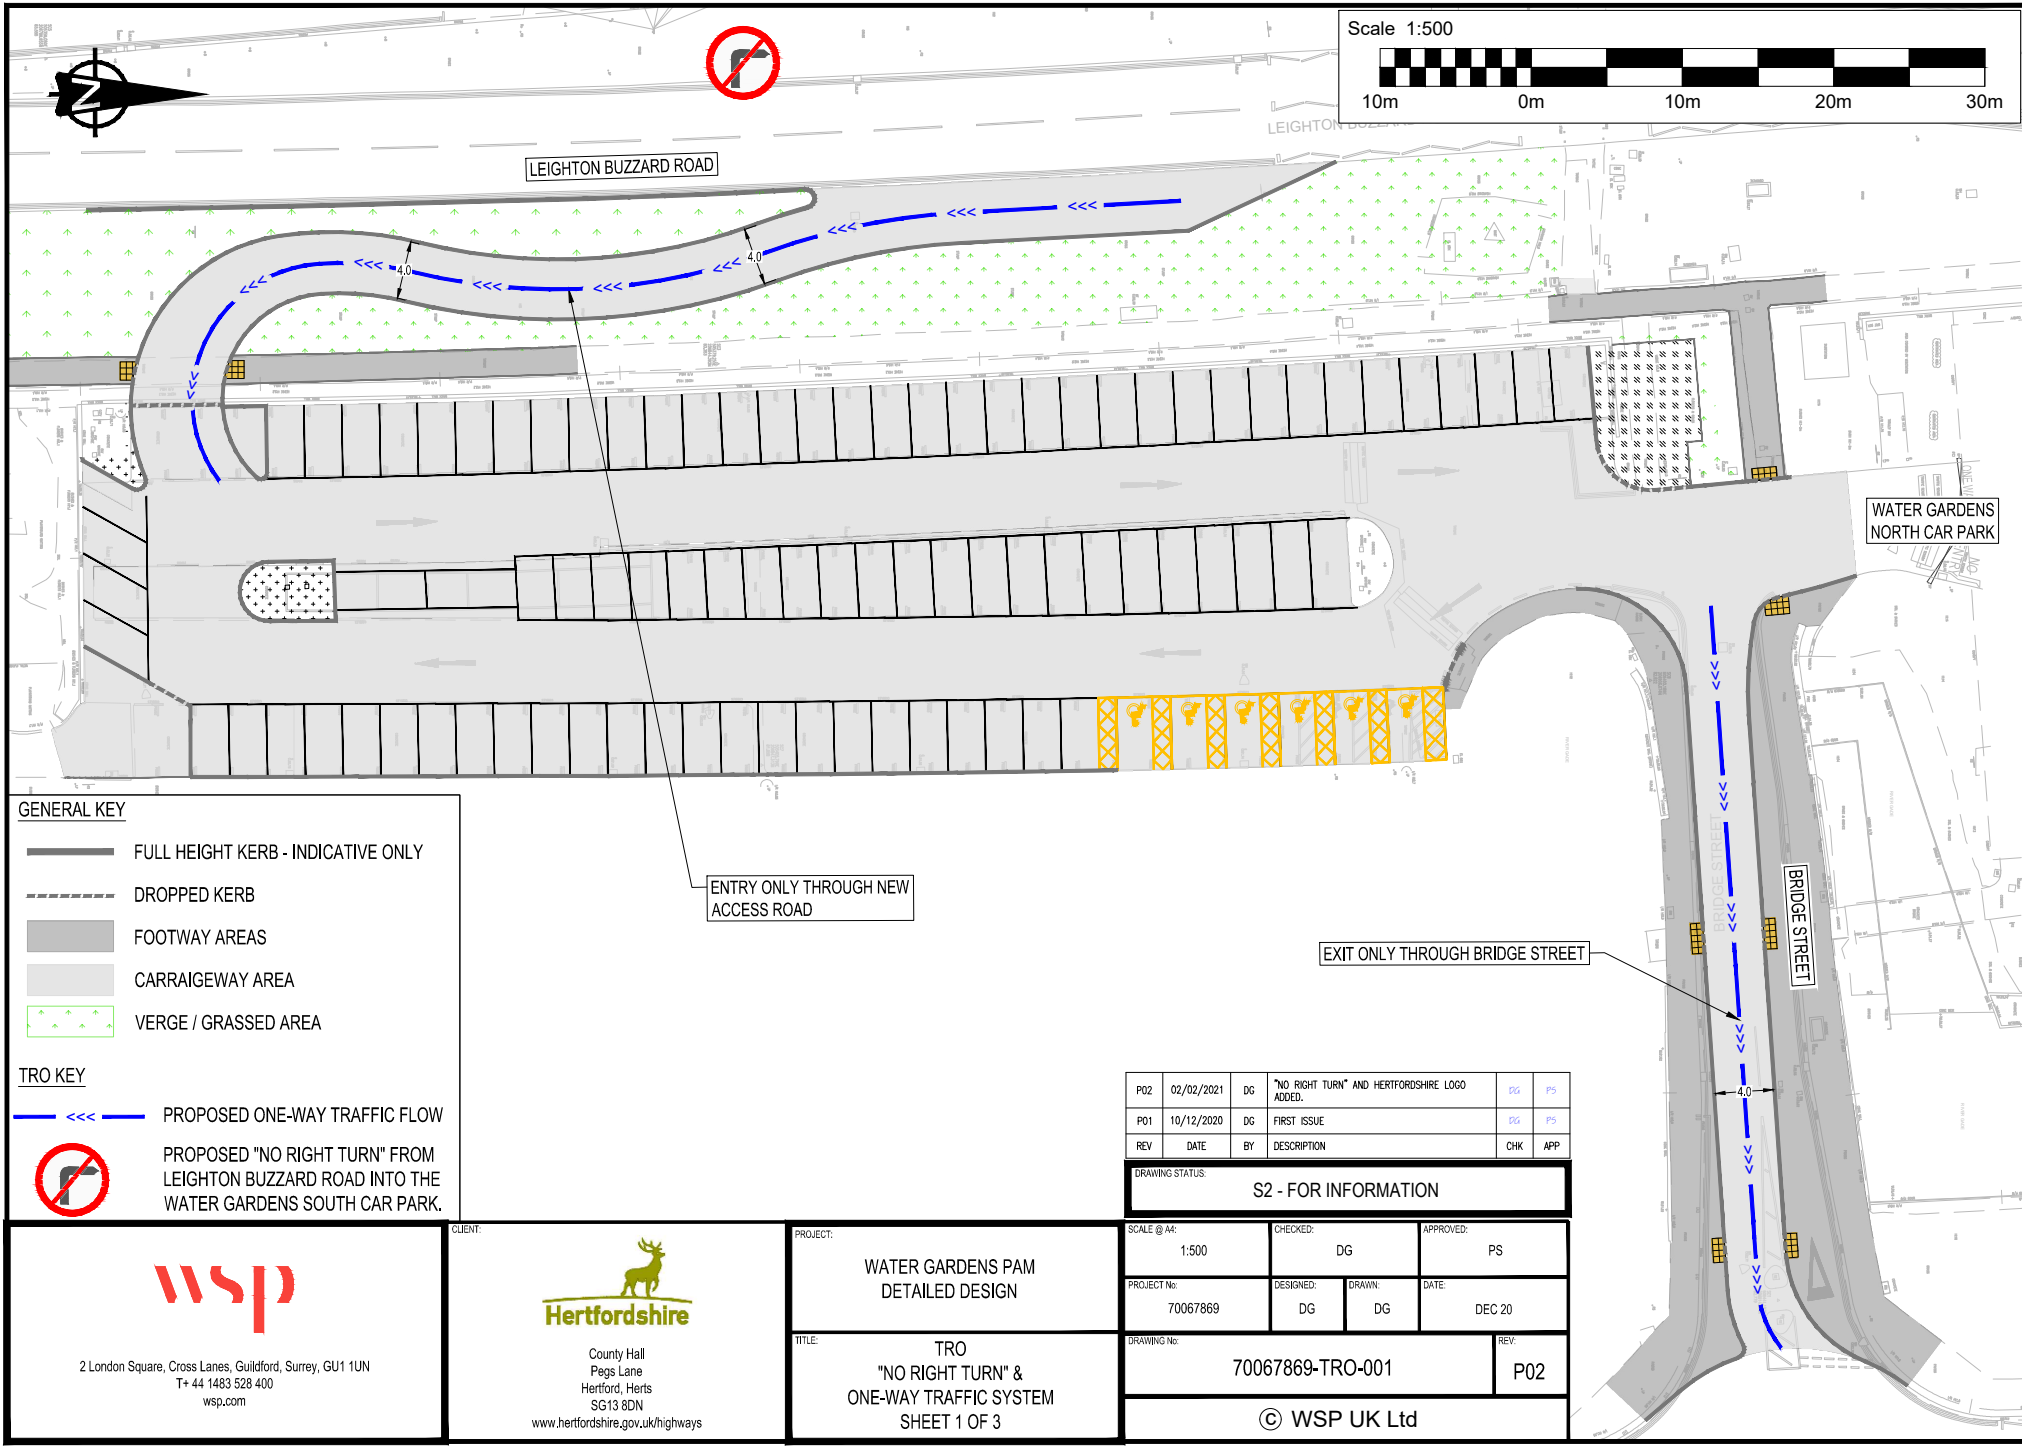 Scale 1:500
10m 0m 10m 20m 30m
N
LEIGHTON BUZZARD ROAD
LEIGHTON BUZZARD
4.0
4.0
WATER GARDENS
NORTH CAR PARK
ENTRY ONLY THROUGH NEW
ACCESS ROAD
EXIT ONLY THROUGH BRIDGE STREET
BRIDGE STREET
BRIDGE STREET
4.0
GENERAL KEY
FULL HEIGHT KERB - INDICATIVE ONLY
DROPPED KERB
FOOTWAY AREAS
CARRAIGEWAY AREA
VERGE / GRASSED AREA
TRO KEY
<<< PROPOSED ONE-WAY TRAFFIC FLOW
PROPOSED "NO RIGHT TURN" FROM
LEIGHTON BUZZARD ROAD INTO THE
WATER GARDENS SOUTH CAR PARK.
wsp
2 London Square, Cross Lanes, Guildford, Surrey, GU1 1UN
T+ 44 1483 528 400
wsp.com
CLIENT:
Hertfordshire
County Hall
Pegs Lane
Hertford, Herts
SG13 8DN
www.hertfordshire.gov.uk/highways
PROJECT:
WATER GARDENS PAM
DETAILED DESIGN
TITLE:
TRO
"NO RIGHT TURN" &
ONE-WAY TRAFFIC SYSTEM
SHEET 1 OF 3
P02 02/02/2021 DG "NO RIGHT TURN" AND HERTFORDSHIRE LOGO DG PS
ADDED.
P01 10/12/2020 DG FIRST ISSUE DG PS
REV DATE BY DESCRIPTION CHK APP
DRAWING STATUS:
S2 - FOR INFORMATION
SCALE @ A4: CHECKED: APPROVED:
1:500 DG PS
PROJECT No: DESIGNED: DRAWN: DATE:
70067869 DG DG DEC 20
DRAWING No: REV:
70067869-TRO-001 P02
© WSP UK Ltd